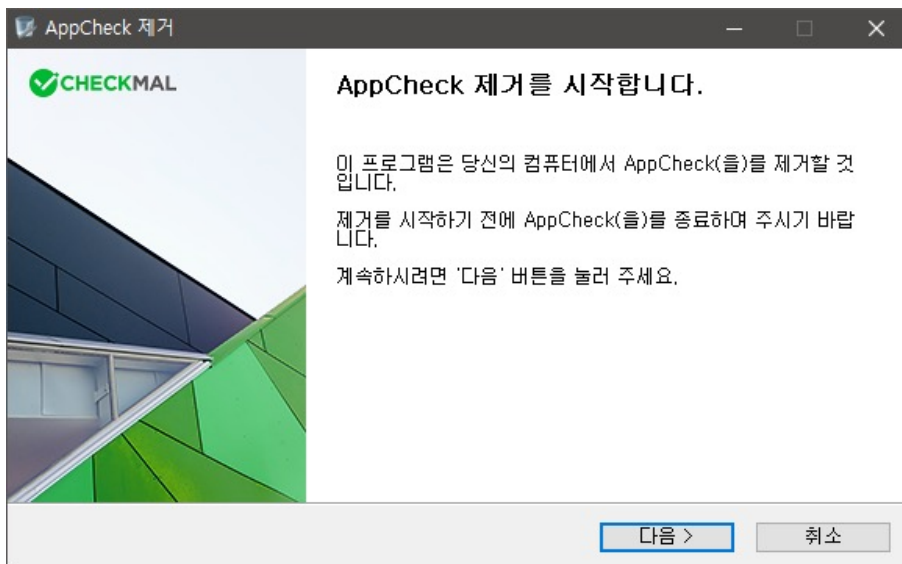 AppCheck 제거
CHECKMAL
AppCheck 제거를 시작합니다.
이 프로그램은 당신의 컴퓨터에서 AppCheck(을)를 제거할 것
입니다.
제거를 시작하기 전에 AppCheck(을)를 종료하여 주시기 바랍
니다.
계속하시려면 '다음' 버튼을 눌러 주세요.
다음 >
취소